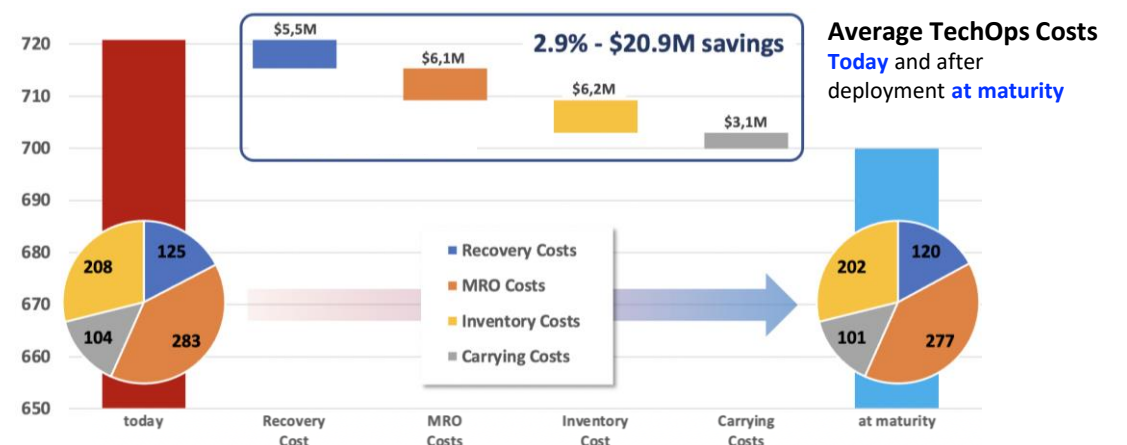 Average TechOps Costs
Today and after
deployment at maturity
2.9% - $20.9M savings
$5,5M
$6,1M
$6,2M
$3,1M
720
710
700
690
680
670
660
650
125
283
104
208
Recovery Costs
MRO Costs
Inventory Costs
Carrying Costs
120
277
101
202
today
Recovery
Cost
MRO
Costs
Inventory
Cost
Carrying
Costs
at maturity